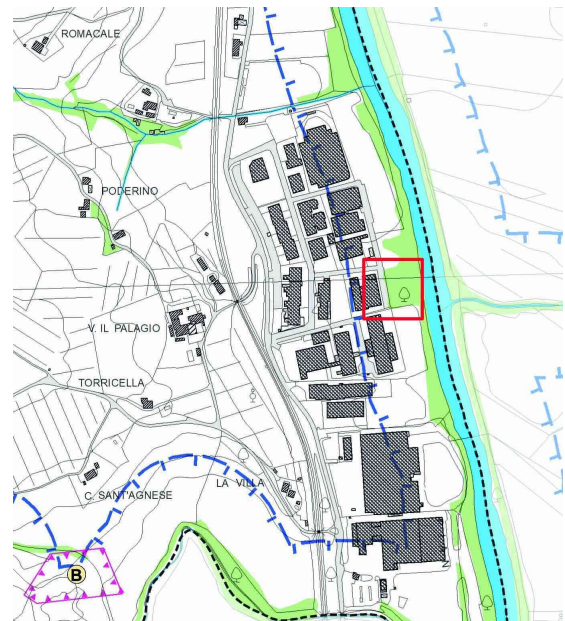 ROMACALE
PODERINO
V. IL PALAGIO
TORRICELLA
C. SANT'AGNESE
LA VILLA
B